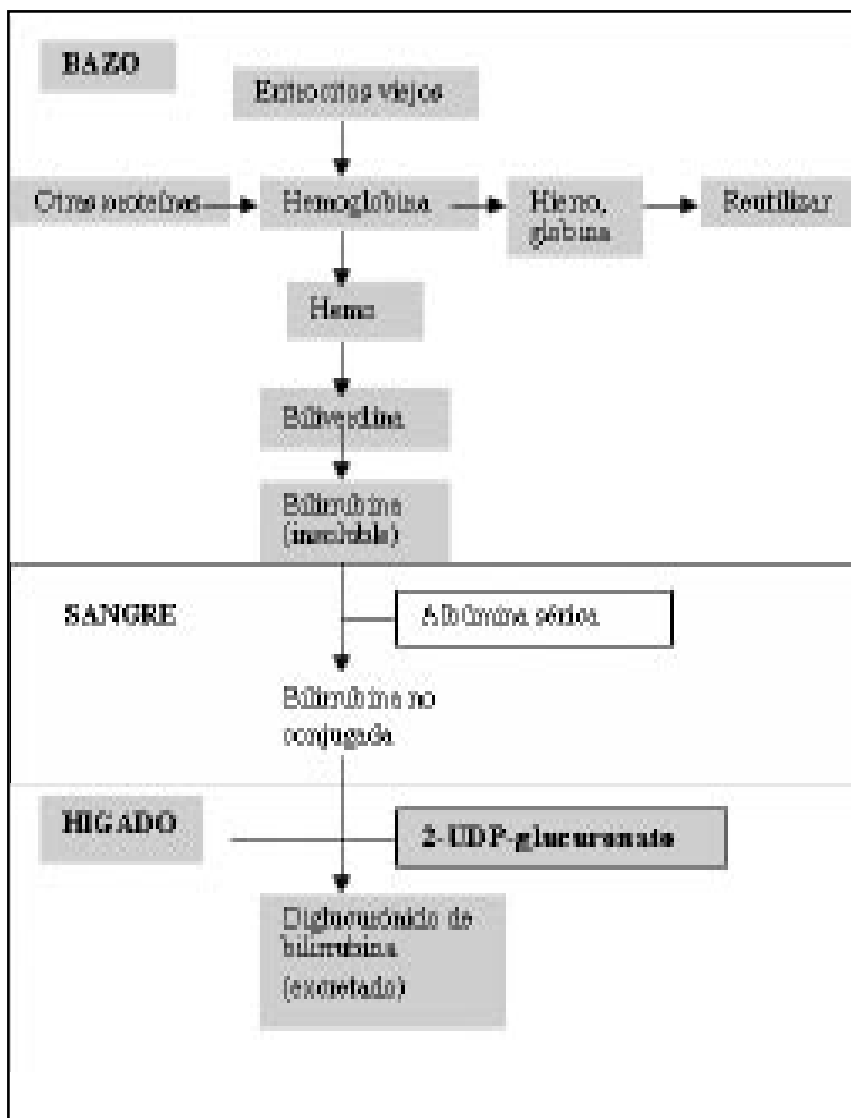 BAZO
Eritrocitos viejos
Otras proteínas
Hemoglobina
Hierro,
globina
Reutilizar
Hemo
Biliverdina
Bilirrubina
(insoluble)
SANGRE
Albúmina sérica
Bilirrubina no
conjugada
HIGADO
2-UDP-glucuronato
Diglucurónido de
bilirrubina
(excretado)